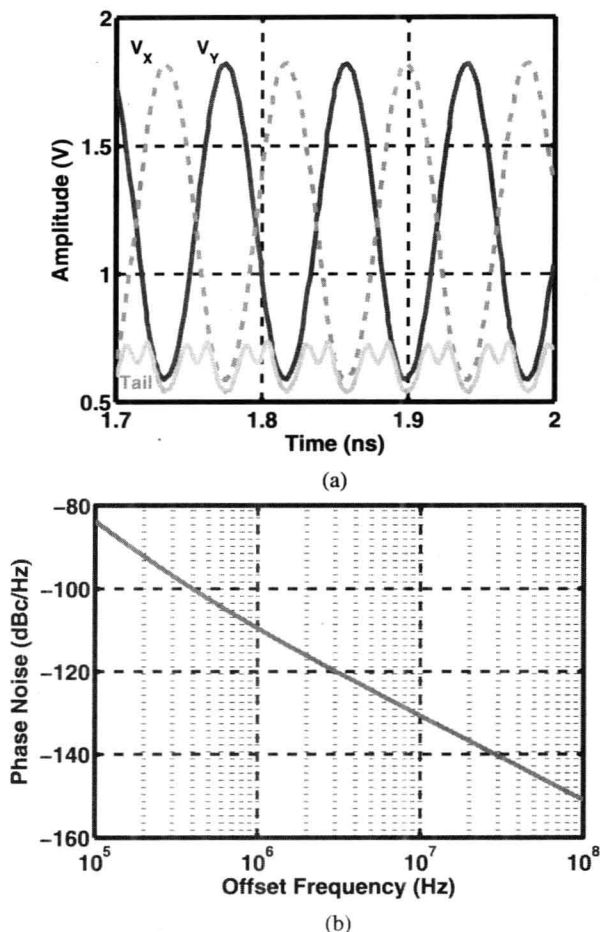 2
V_X
V_Y
1.5
Amplitude (V)
1
Tail
0.5
1.7
1.8
1.9
2
Time (ns)
(a)
−80
−100
Phase Noise (dBc/Hz)
−120
−140
−160
10^5
10^6
10^7
10^8
Offset Frequency (Hz)
(b)